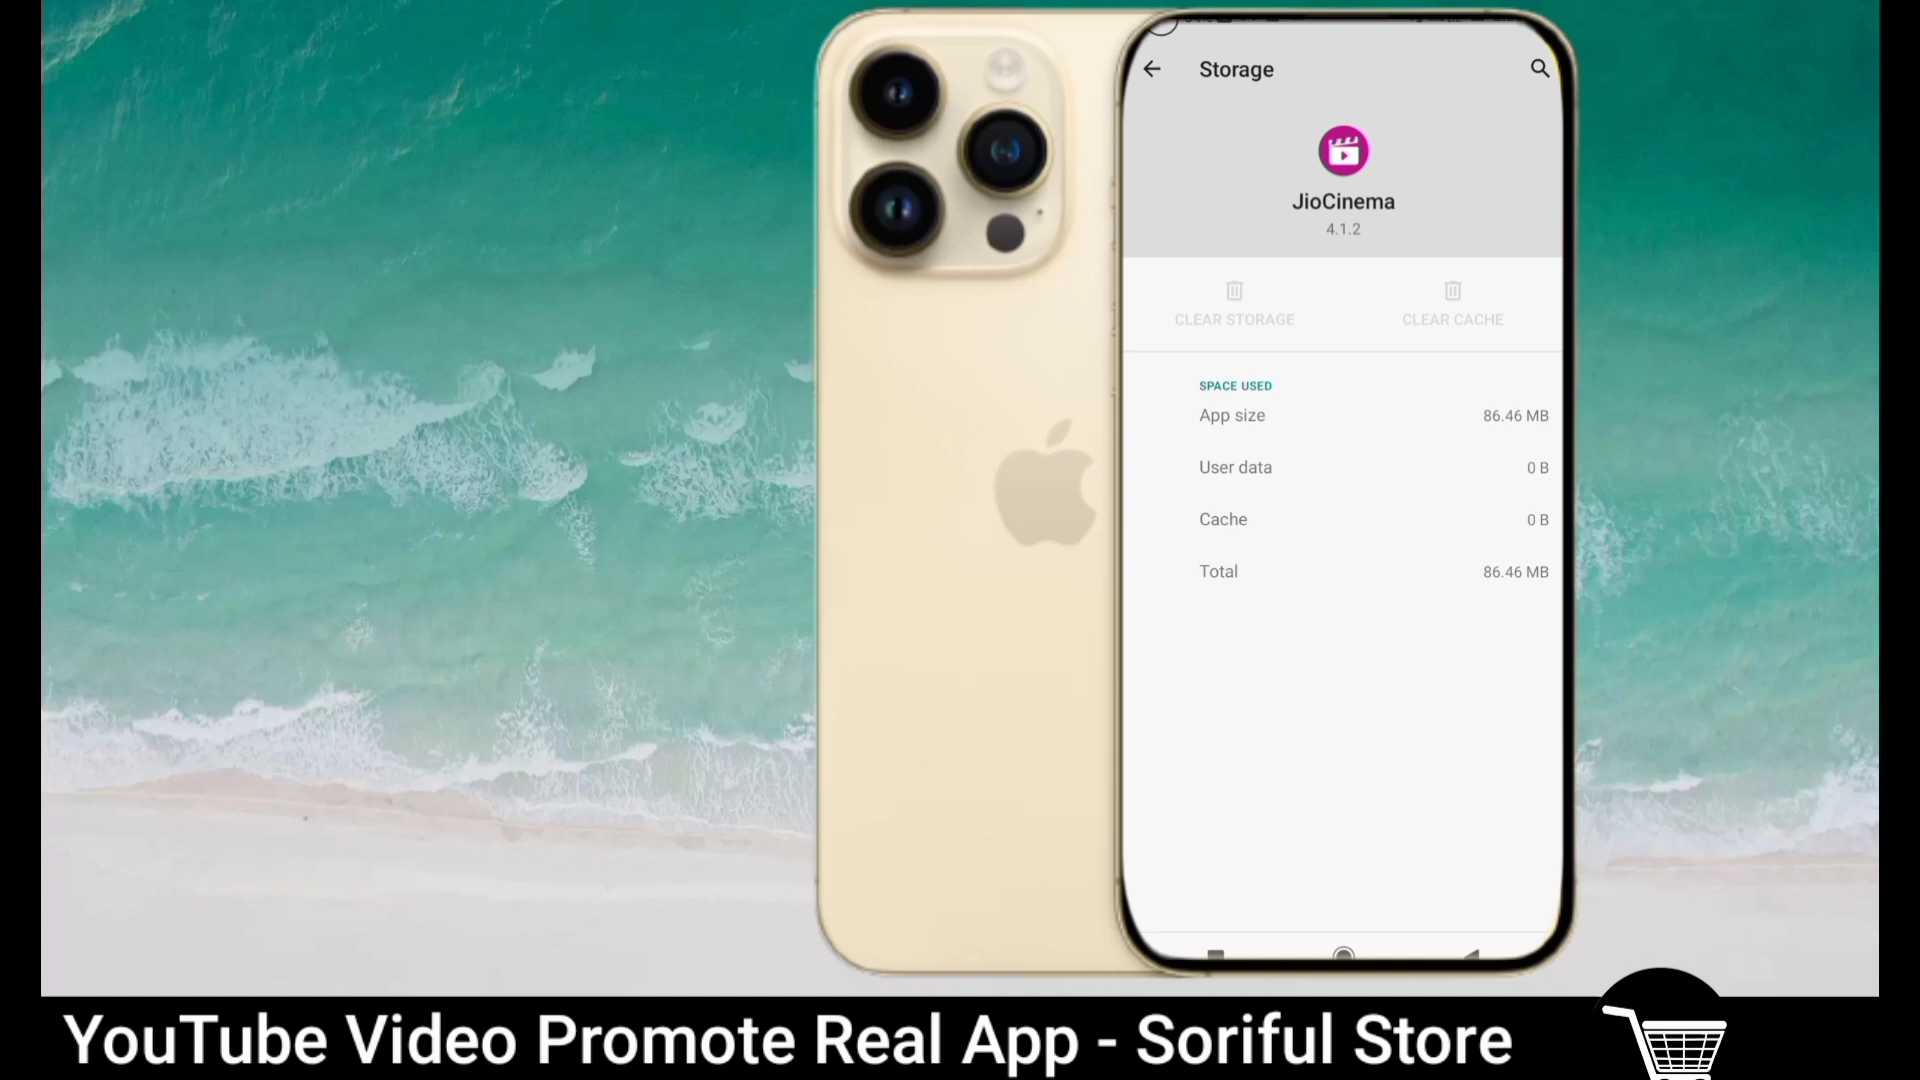 Storage
JioCinema
4.1.2
CLEAR STORAGE
CLEAR CACHE
SPACE USED
App size 86.46 MB
User data 0 B
Cache 0 B
Total 86.46 MB
YouTube Video Promote Real App - Soriful Store